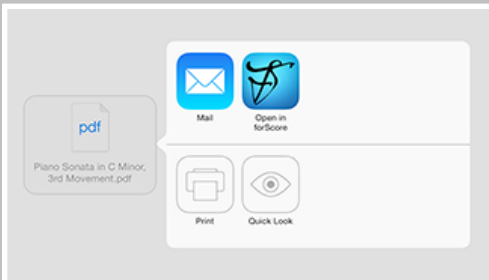 pdf
Piano Sonata in C Minor,
3rd Movement.pdf
Mail
Open in
forScore
Print
Quick Look